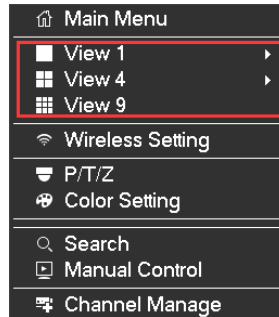 Main Menu
View 1
View 4
View 9
Wireless Setting
P/T/Z
Color Setting
Search
Manual Control
Channel Manage